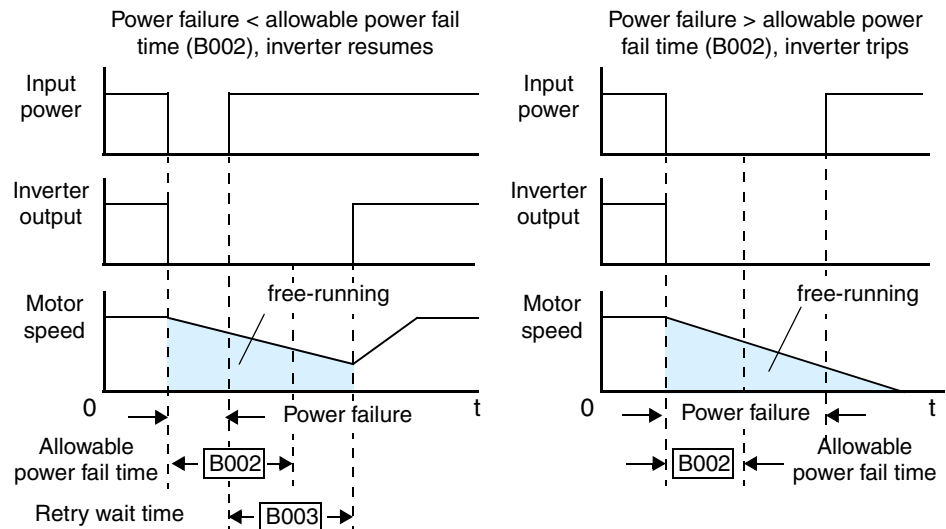 Power failure < allowable power fail
time (B002), inverter resumes
Input
power
Inverter
output
Motor
speed
free-running
0
Power failure
t
Allowable
power fail time
B002
Retry wait time
B003
Power failure > allowable power
fail time (B002), inverter trips
Input
power
Inverter
output
Motor
speed
free-running
0
Power failure
t
B002
Allowable
power fail time